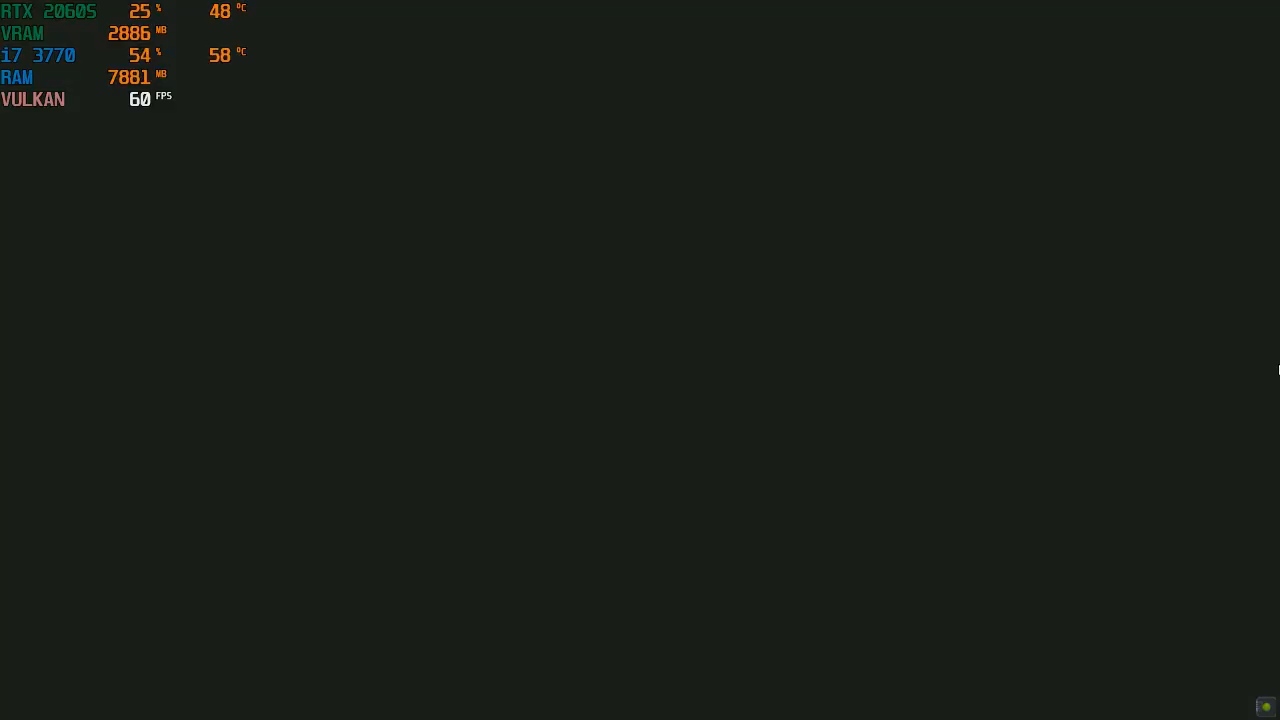 RTX 2060S 25 % 48 °C
VRAM 2886 MB
i7 3770 54 % 58 °C
RAM 7881 MB
VULKAN 60 FPS